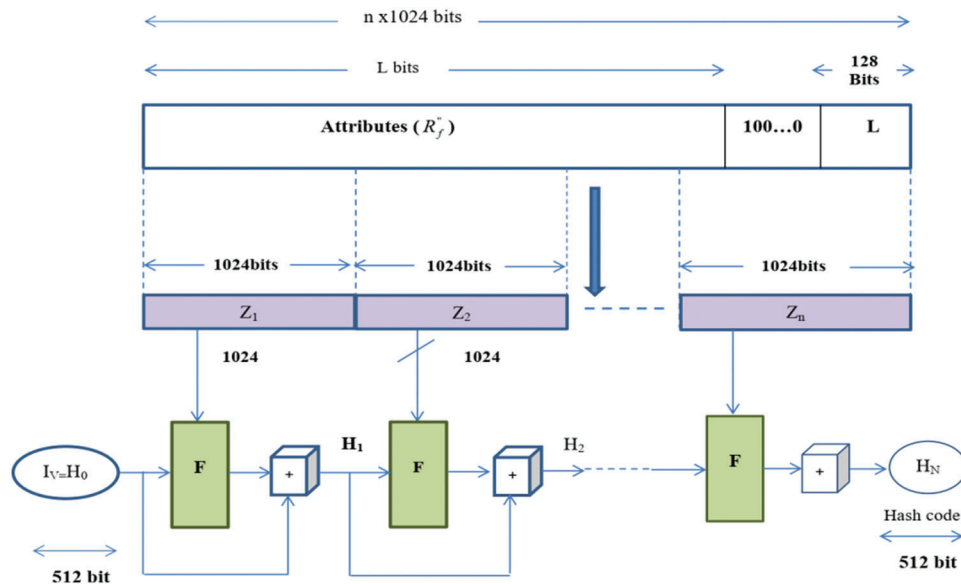 n x1024 bits
L bits
128
Bits
Attributes ( R''f )
100...0
L
1024bits
1024bits
1024bits
Z1
Z2
Zn
1024
1024
IV=H0
F
+
H1
F
+
H2
F
+
HN
Hash code
512 bit
512 bit